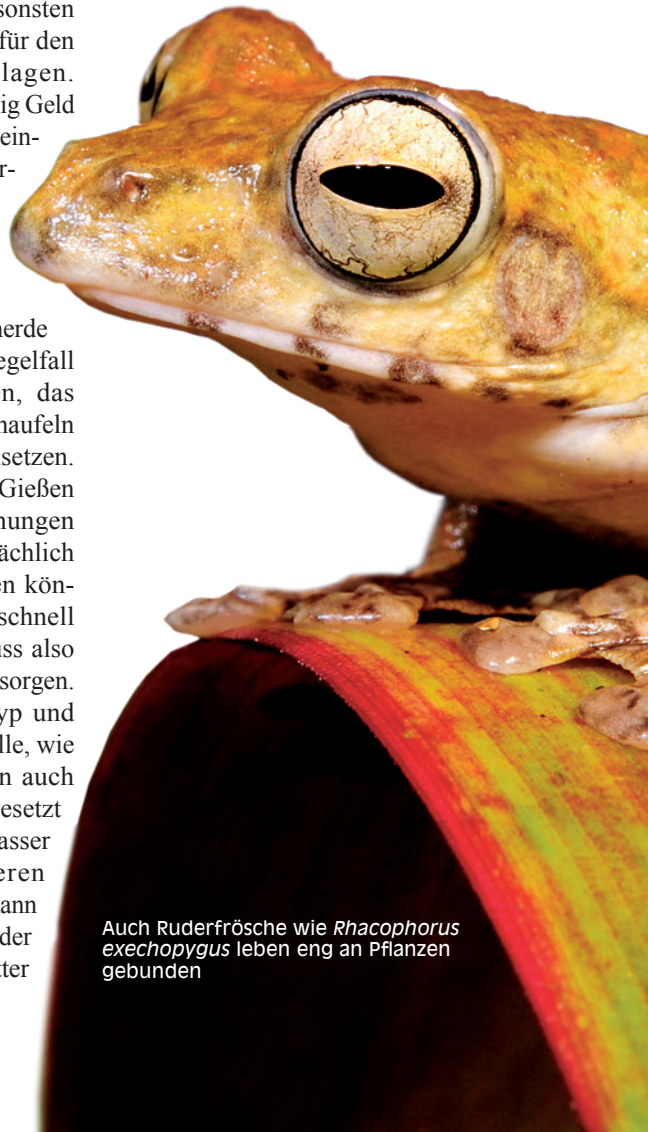 sonsten
für den
lagen.
ig Geld
ein-
r-
nerde
egelfall
n, das
haufeln
setzen.
Gießen
nungen
ächlich
en kön-
schnell
uss also
sorgen.
yp und
lle, wie
n auch
esetzt
asser
eren
ann
der
tter
Auch Ruderfrösche wie Rhacophorus
exechopygus leben eng an Pflanzen
gebunden